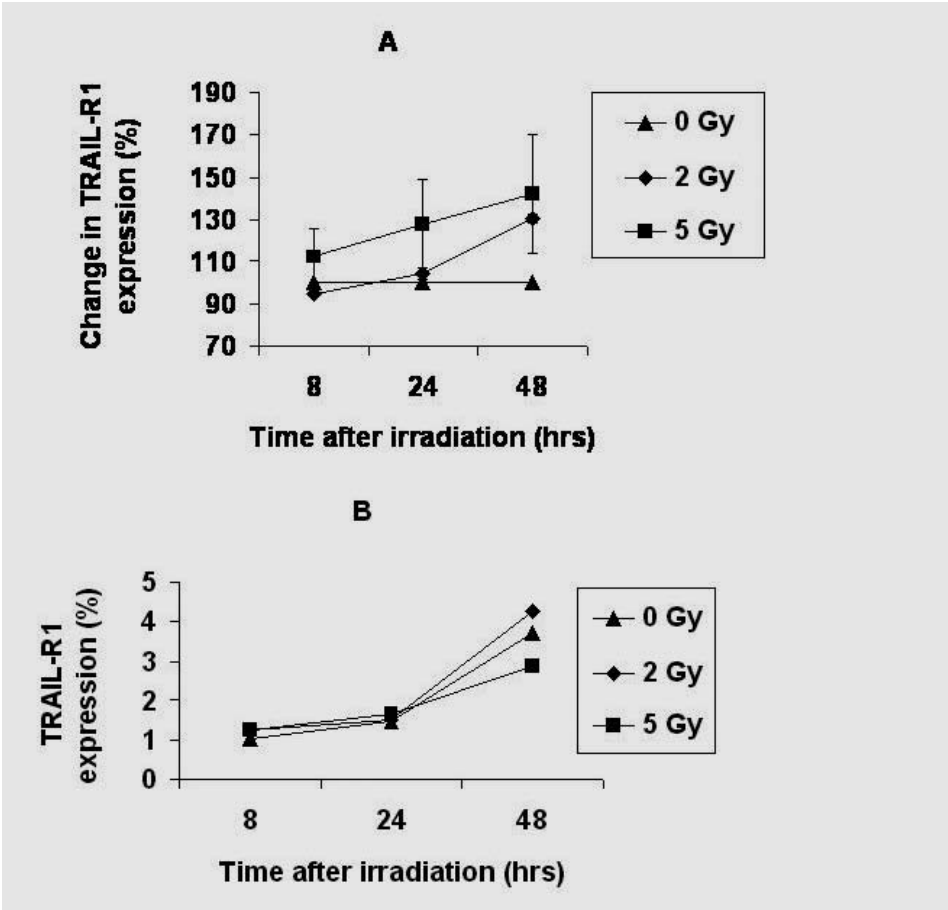 A
Change in TRAIL-R1
expression (%)
190
170
150
130
110
90
70
8 24 48
Time after irradiation (hrs)
0 Gy
2 Gy
5 Gy
B
TRAIL-R1
expression (%)
5
4
3
2
1
0
8 24 48
Time after irradiation (hrs)
0 Gy
2 Gy
5 Gy